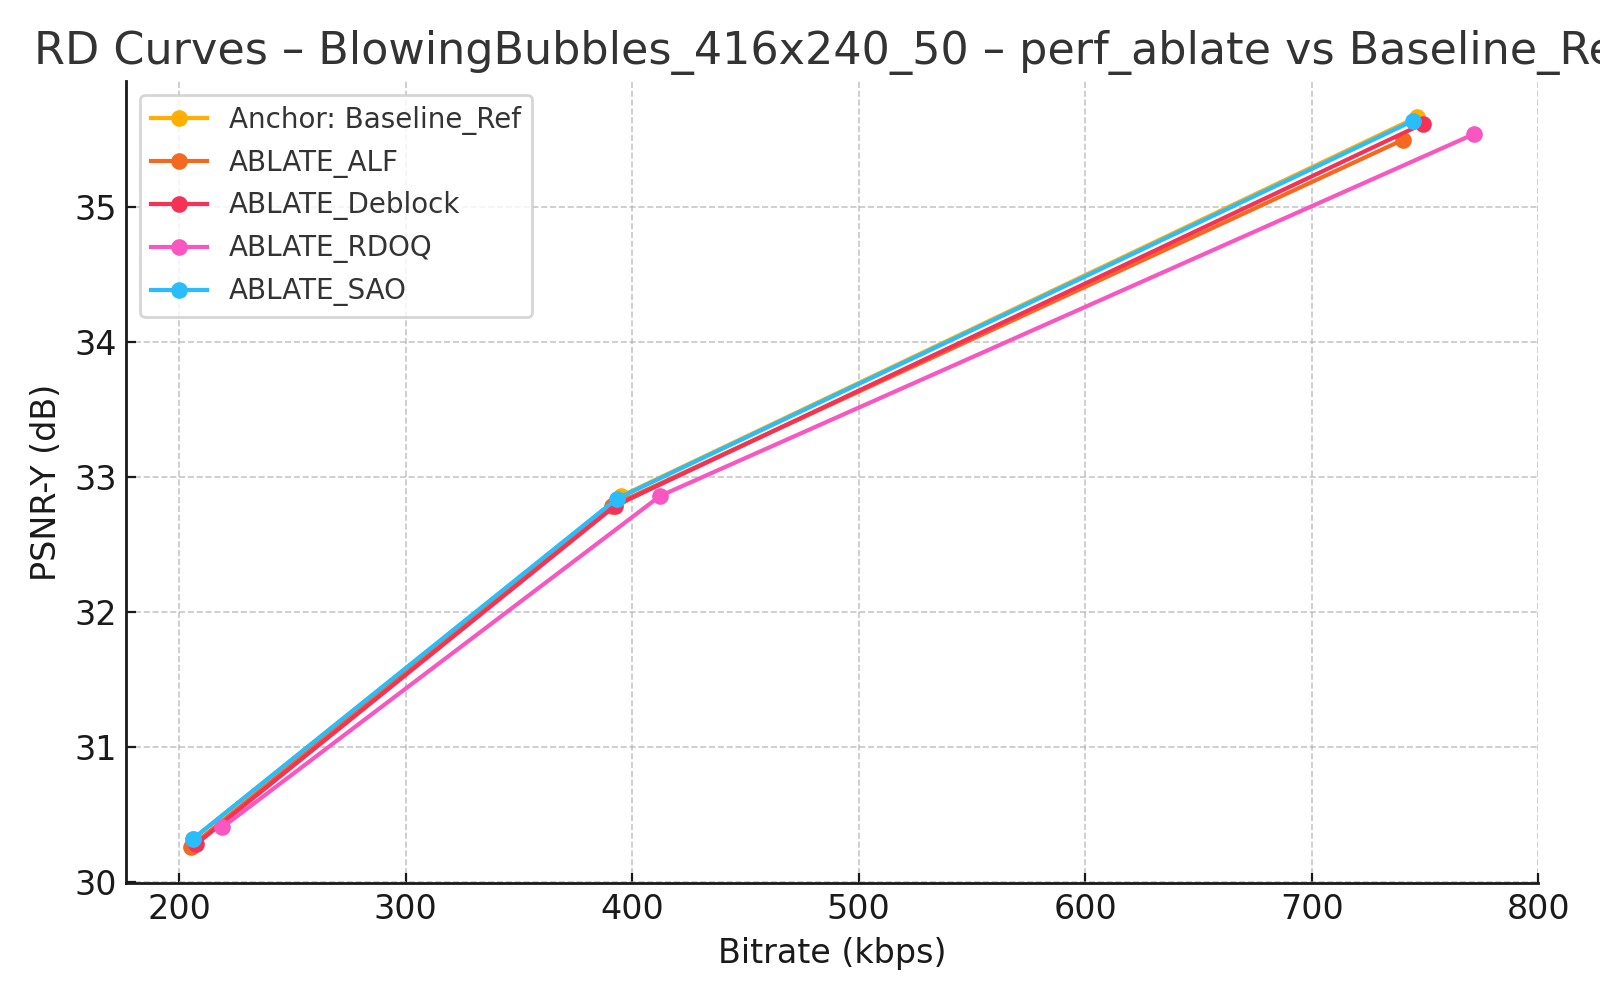 RD Curves – BlowingBubbles_416x240_50 – perf_ablate vs Baseline_Re
Anchor: Baseline_Ref
ABLATE_ALF
ABLATE_Deblock
ABLATE_RDOQ
ABLATE_SAO
PSNR-Y (dB)
35
34
33
32
31
30
200 300 400 500 600 700 800
Bitrate (kbps)